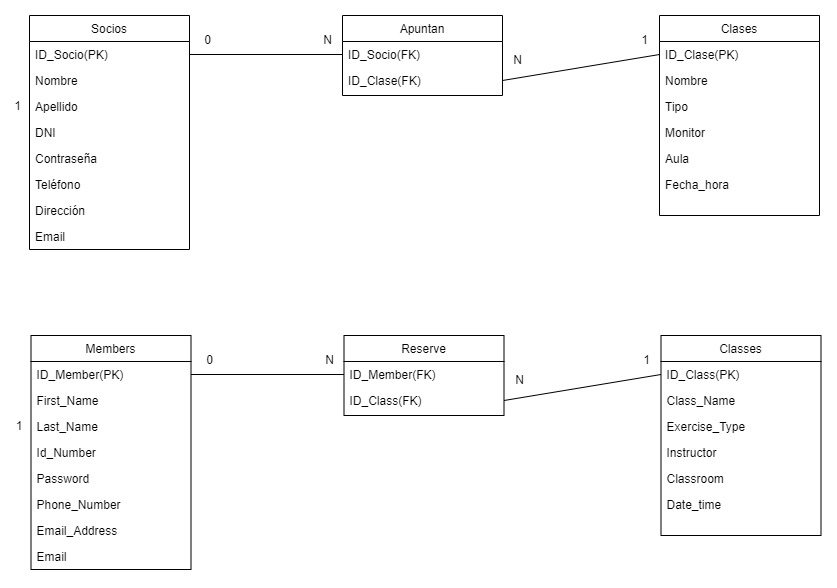 Socios
ID_Socio(PK)
Nombre
Apellido
DNI
Contraseña
Teléfono
Dirección
Email
1
0
N
Apuntan
ID_Socio(FK)
ID_Clase(FK)
N
1
Clases
ID_Clase(PK)
Nombre
Tipo
Monitor
Aula
Fecha_hora
Members
ID_Member(PK)
First_Name
Last_Name
Id_Number
Password
Phone_Number
Email_Address
Email
1
0
N
Reserve
ID_Member(FK)
ID_Class(FK)
N
1
Classes
ID_Class(PK)
Class_Name
Exercise_Type
Instructor
Classroom
Date_time